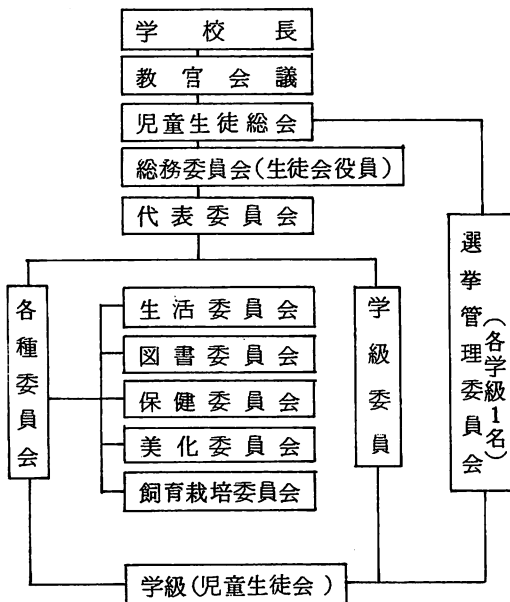 学校長
教官会議
児童生徒総会
総務委員会(生徒会役員)
代表委員会
各種委員会
生活委員会
図書委員会
保健委員会
美化委員会
飼育栽培委員会
学級委員
選挙管理委員会
(各学級1名)
学級(児童生徒会)